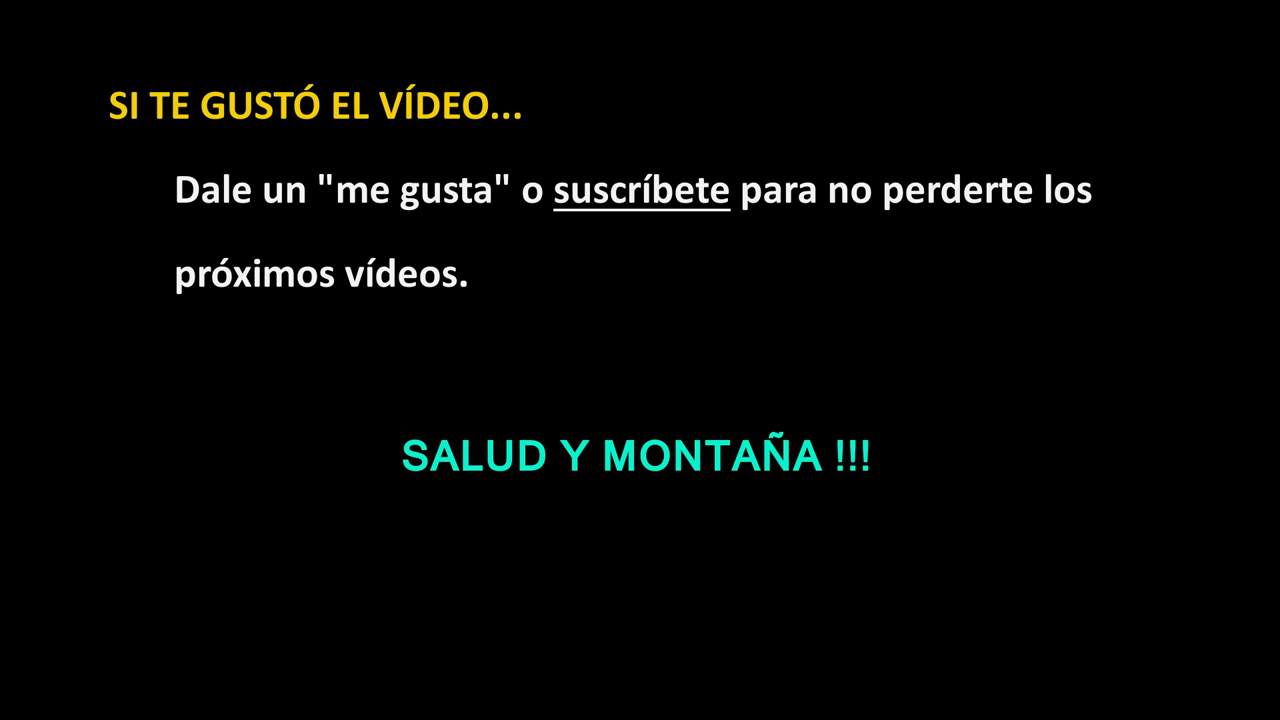 SI TE GUSTÓ EL VÍDEO...
Dale un "me gusta" o suscríbete para no perderte los
próximos vídeos.
SALUD Y MONTAÑA !!!